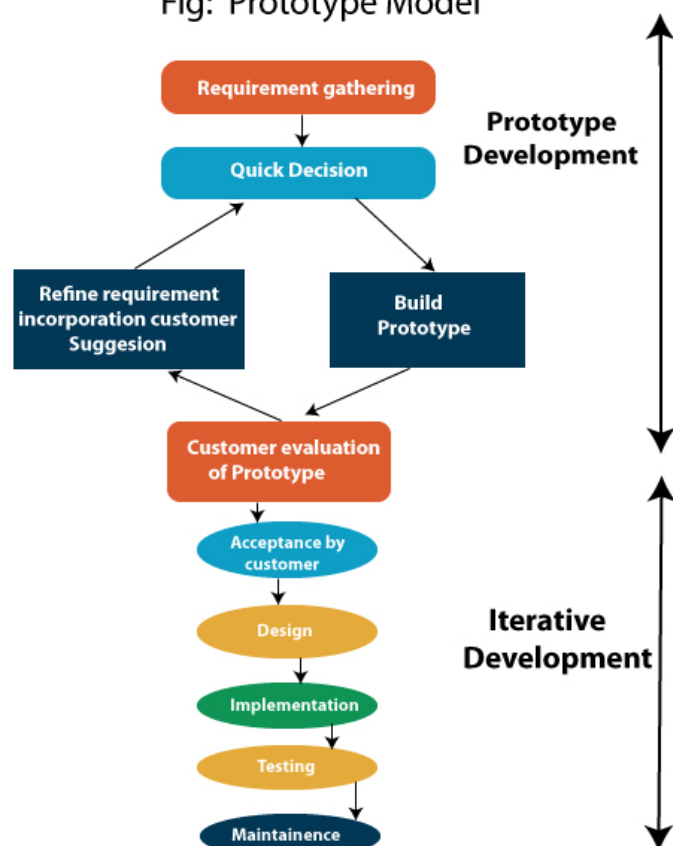 Fig: Prototype Model
Requirement gathering
Prototype
Development
Quick Decision
Refine requirement
incorporation customer
Suggesion
Build
Prototype
Customer evaluation
of Prototype
Acceptance by
customer
Design
Iterative
Development
Implementation
Testing
Maintainence